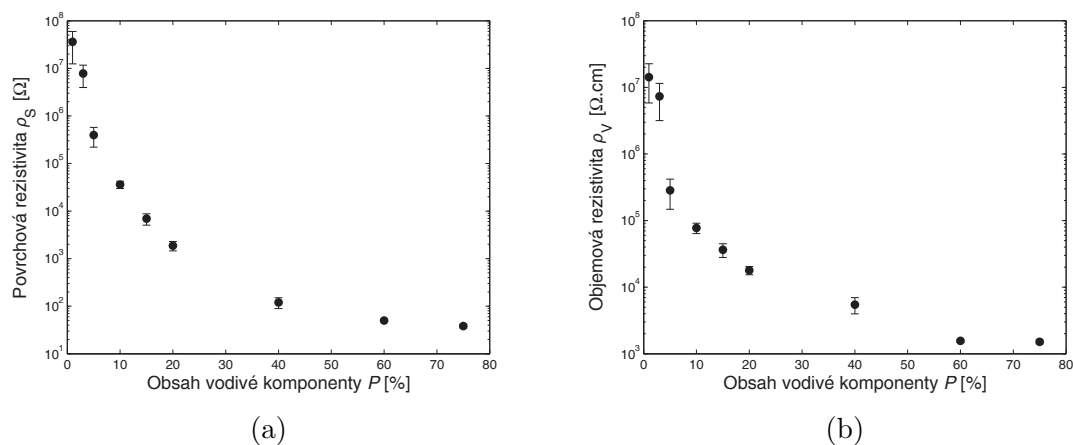 10^8
10^7
10^6
10^5
10^4
10^3
10^2
10^1
Povrchová rezistivita ρ_S [Ω]
0 10 20 30 40 50 60 70 80
Obsah vodivé komponenty P [%]
(a)
10^8
10^7
10^6
10^5
10^4
10^3
Objemová rezistivita ρ_V [Ω.cm]
0 10 20 30 40 50 60 70 80
Obsah vodivé komponenty P [%]
(b)